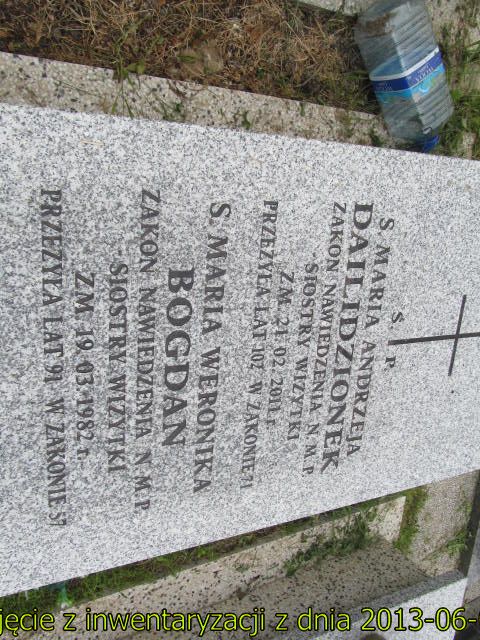 S. P.
S. MARIA ANDRZEJA
DAILIDZIONEK
ZAKON NAWIEDZENIA N. M. P.
SIOSTRY WIZYTKI
ZM. 21. 02. 2011 r.
PRZEŻYŁA LAT 102 W ZAKONIE 71
S. MARIA WERONIKA
BOGDAN
ZAKON NAWIEDZENIA N. M. P.
SIOSTRY WIZYTKI
ZM. 19. 03. 1982 r.
PRZEŻYŁA LAT 91 W ZAKONIE 57
jęcie z inwentaryzacji z dnia 2013-06-